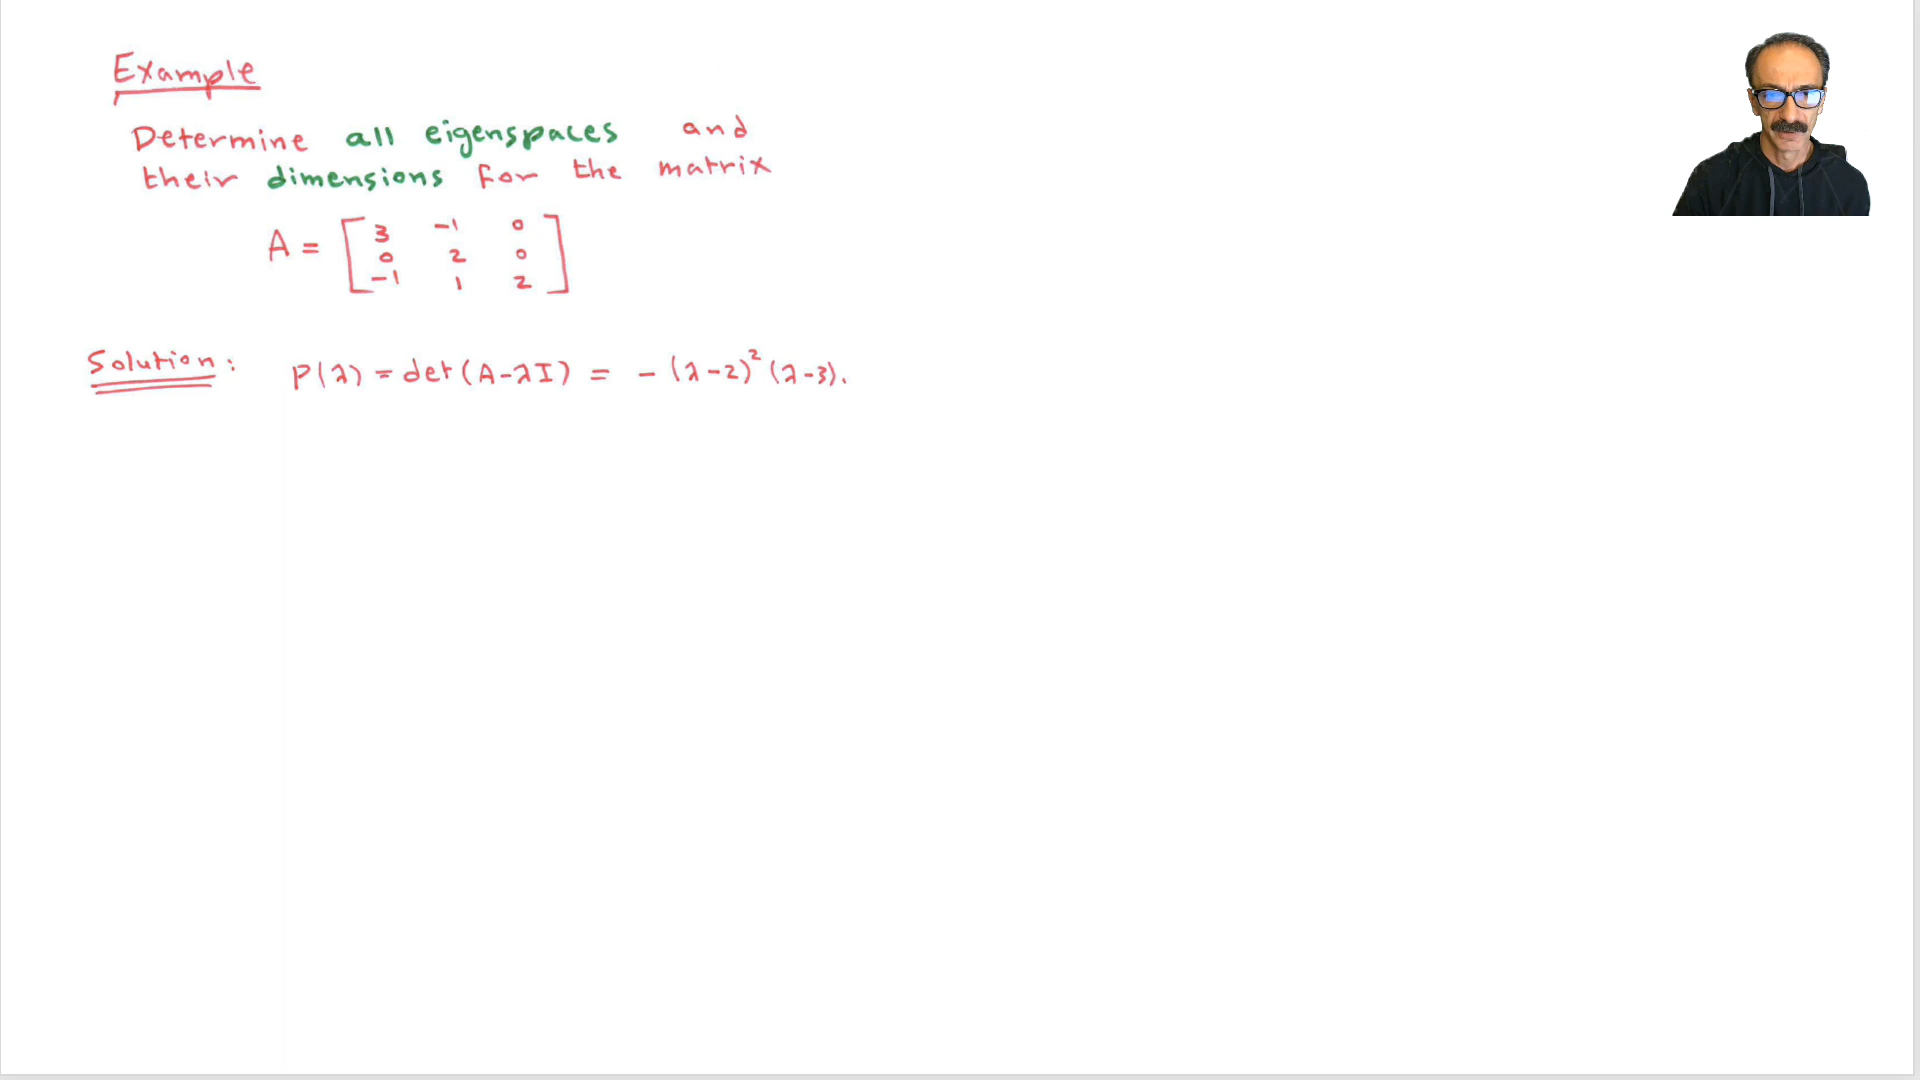 Example
Determine all eigenspaces and
their dimensions for the matrix
A = [ 3 -1 0
0 2 0
-1 1 2 ]
Solution: P(λ) = det(A-λI) = -(λ-2)² (λ-3).